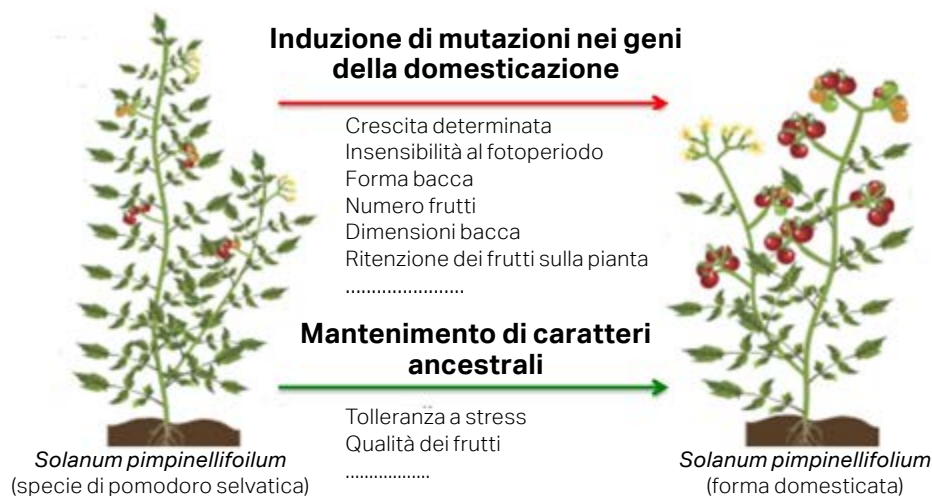 Induzione di mutazioni nei geni
della domesticazione
Crescita determinata
Insensibilità al fotoperiodo
Forma bacca
Numero frutti
Dimensioni bacca
Ritenzione dei frutti sulla pianta
.......................
Mantenimento di caratteri
ancestrali
Tolleranza a stress
Qualità dei frutti
.................
Solanum pimpinellifoilum
(specie di pomodoro selvatica)
Solanum pimpinellifolium
(forma domesticata)